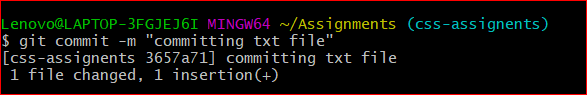 Lenovo@LAPTOP-3FGJEJ6I MINGW64 ~/Assignments (css-assignents)
$ git commit -m "committing txt file"
[css-assignents 3657a71] committing txt file
 1 file changed, 1 insertion(+)